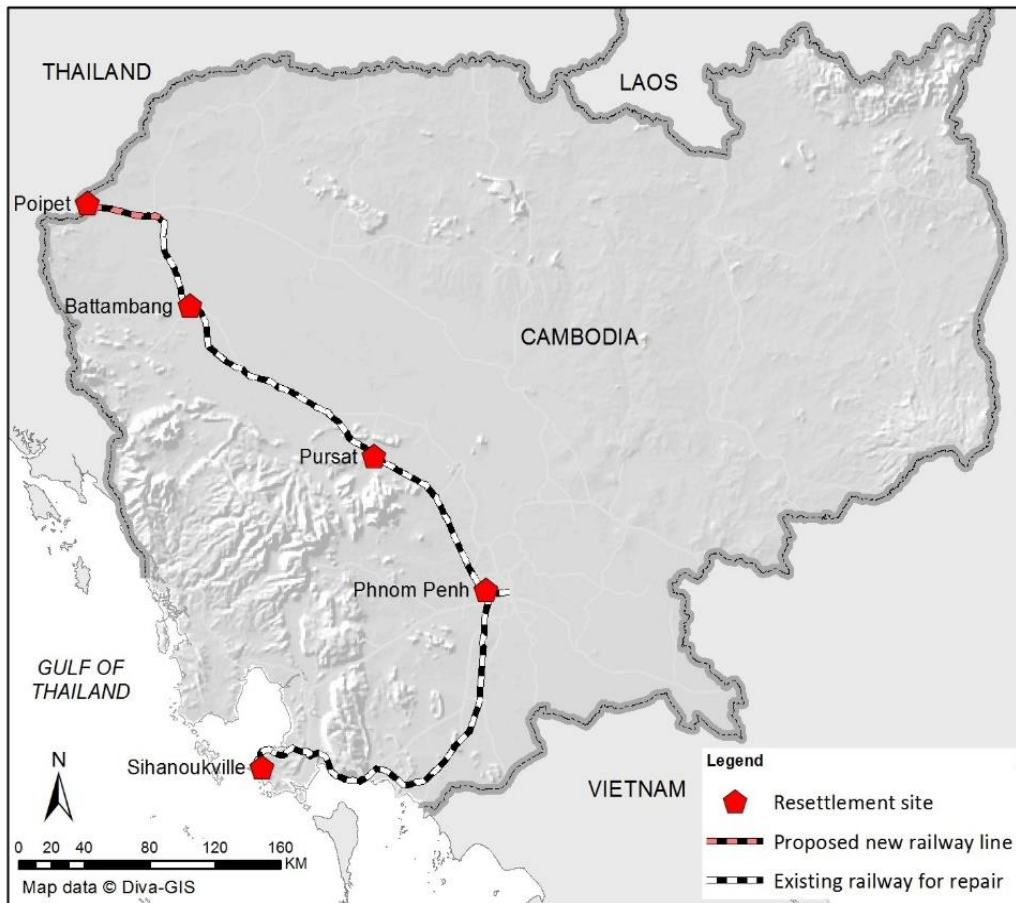 THAILAND
LAOS
Poipet
Battambang
CAMBODIA
Pursat
Phnom Penh
GULF OF
THAILAND
Sihanoukville
N
VIETNAM
Legend
Resettlement site
Proposed new railway line
Existing railway for repair
0 20 40 80 120 160
KM
Map data © Diva-GIS